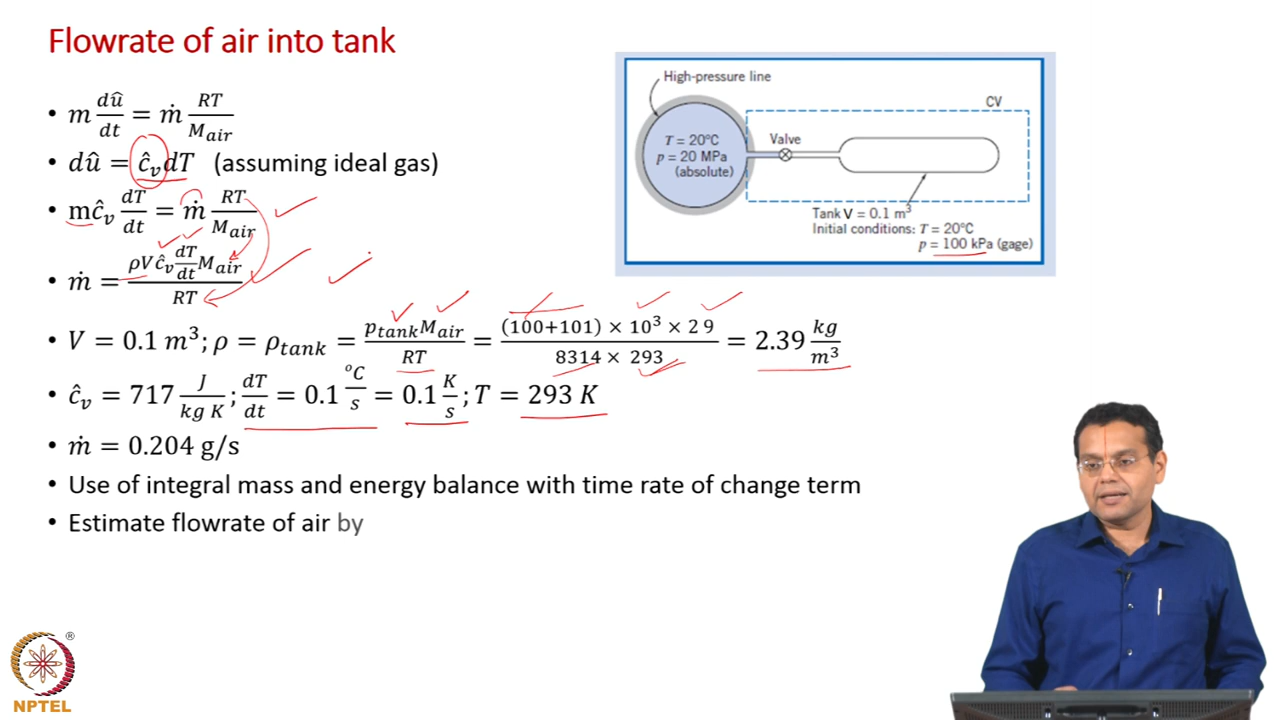 Flowrate of air into tank
• m dû/dt = ṁ RT/M_air
• dû = ĉ_v dT (assuming ideal gas)
• mĉ_v dT/dt = ṁ RT/M_air
• ṁ = ρVĉ_v dT/dt M_air / RT
• V = 0.1 m³; ρ = ρ_tank = p_tank M_air / RT = (100+101) × 10³ × 29 / 8314 × 293 = 2.39 kg/m³
• ĉ_v = 717 J/kg K; dT/dt = 0.1 °C/s = 0.1 K/s; T = 293 K
• ṁ = 0.204 g/s
• Use of integral mass and energy balance with time rate of change term
• Estimate flowrate of air by
High-pressure line
CV
T = 20°C
p = 20 MPa
(absolute)
Valve
Tank V = 0.1 m³
Initial conditions: T = 20°C
p = 100 kPa (gage)
®
NPTEL